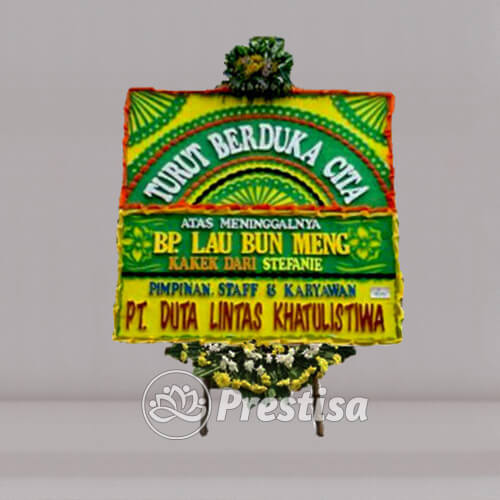 TURUT BERDUKA CITA
ATAS MENINGGALNYA
BP. LAU BUN MENG
KAKEK DARI STEFANIE
PIMPINAN, STAFF & KARYAWAN
PT. DUTA LINTAS KHATULISTIWA
Prestisa